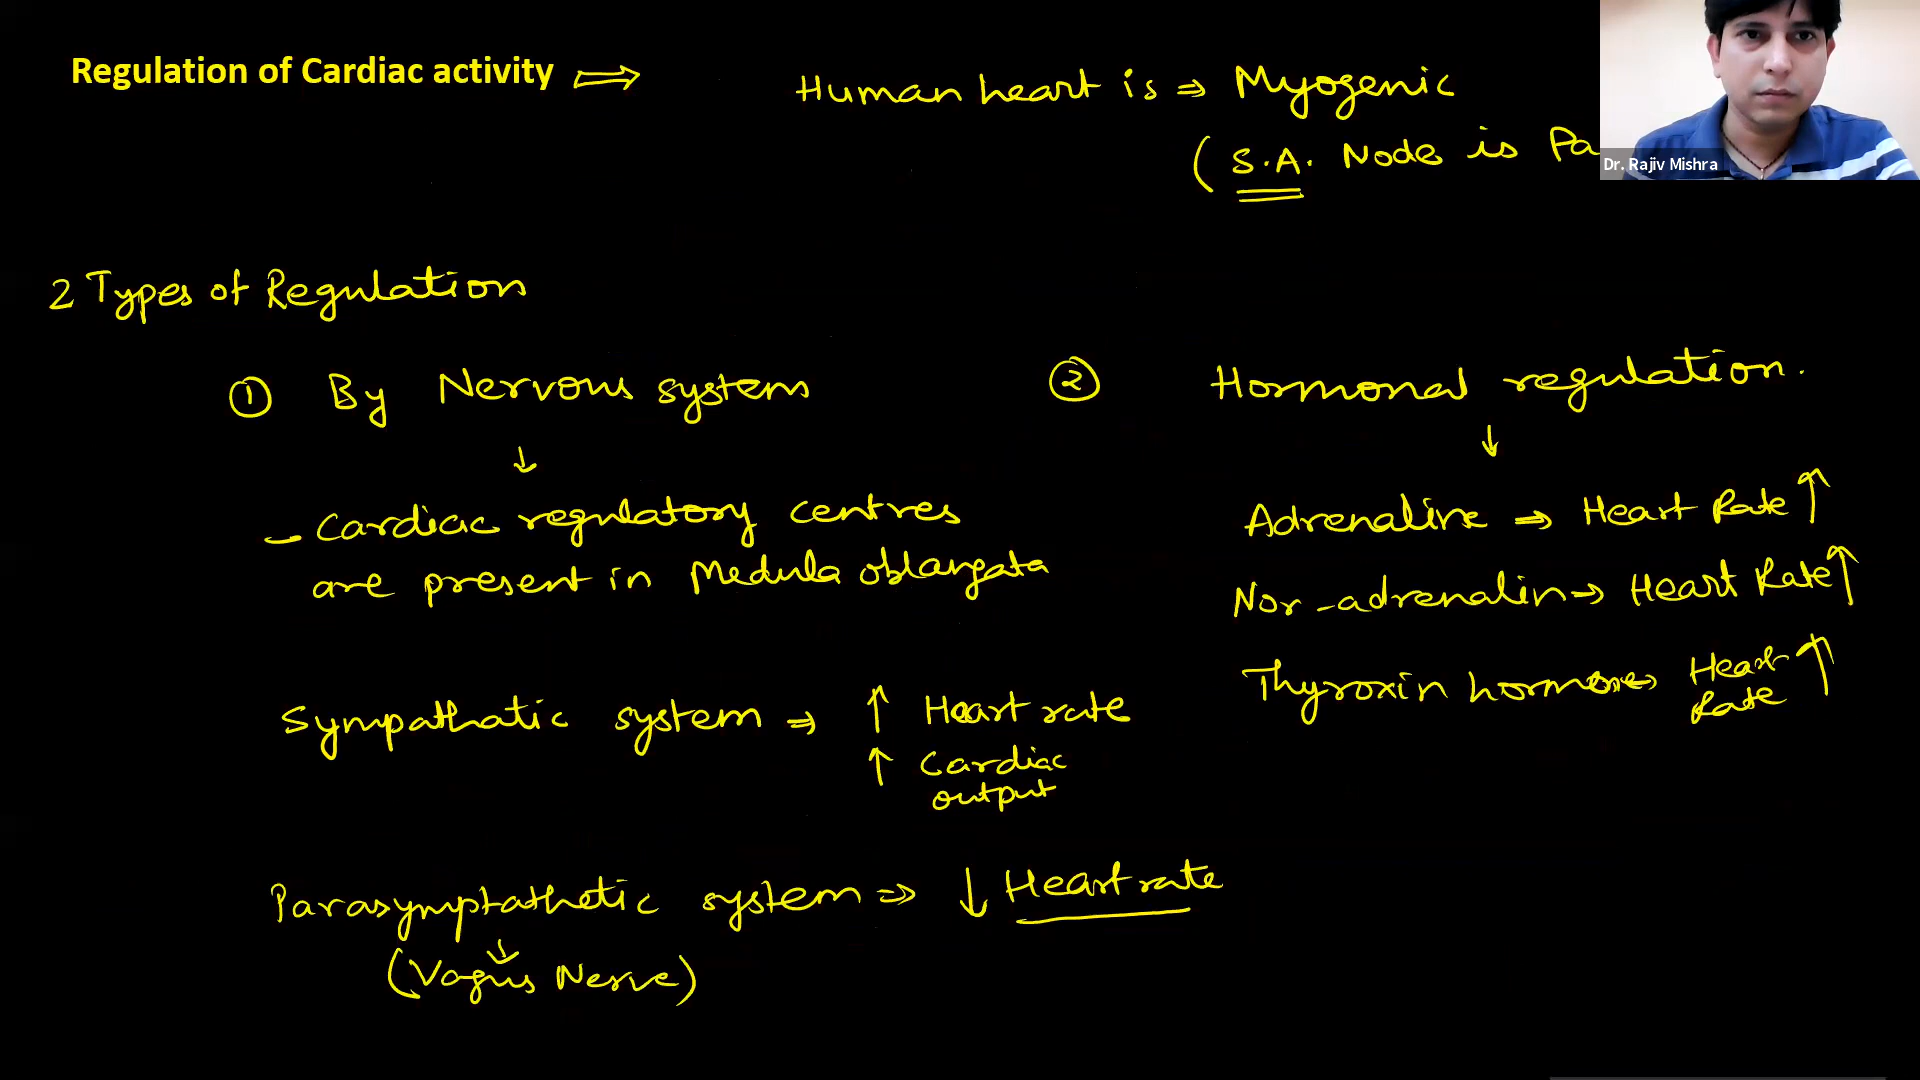 Regulation of Cardiac activity ⇒
Human heart is ⇒ Myogenic
(S.A. Node is Pa
Dr. Rajiv Mishra
2 Types of Regulation
① By Nervous system
↓
– Cardiac regulatory centres
are present in Medula oblangata
Sympathatic system ⇒ ↑ Heart rate
↑ Cardiac
output
Parasymptathetic system ⇒ ↓ Heart rate
↓
(Vagus Nerve)
② Hormonal regulation.
↓
Adrenaline ⇒ Heart Rate ↑
Nor-adrenalin ⇒ Heart Rate ↑
Thyroxin hormone ⇒ Heart
Rate ↑